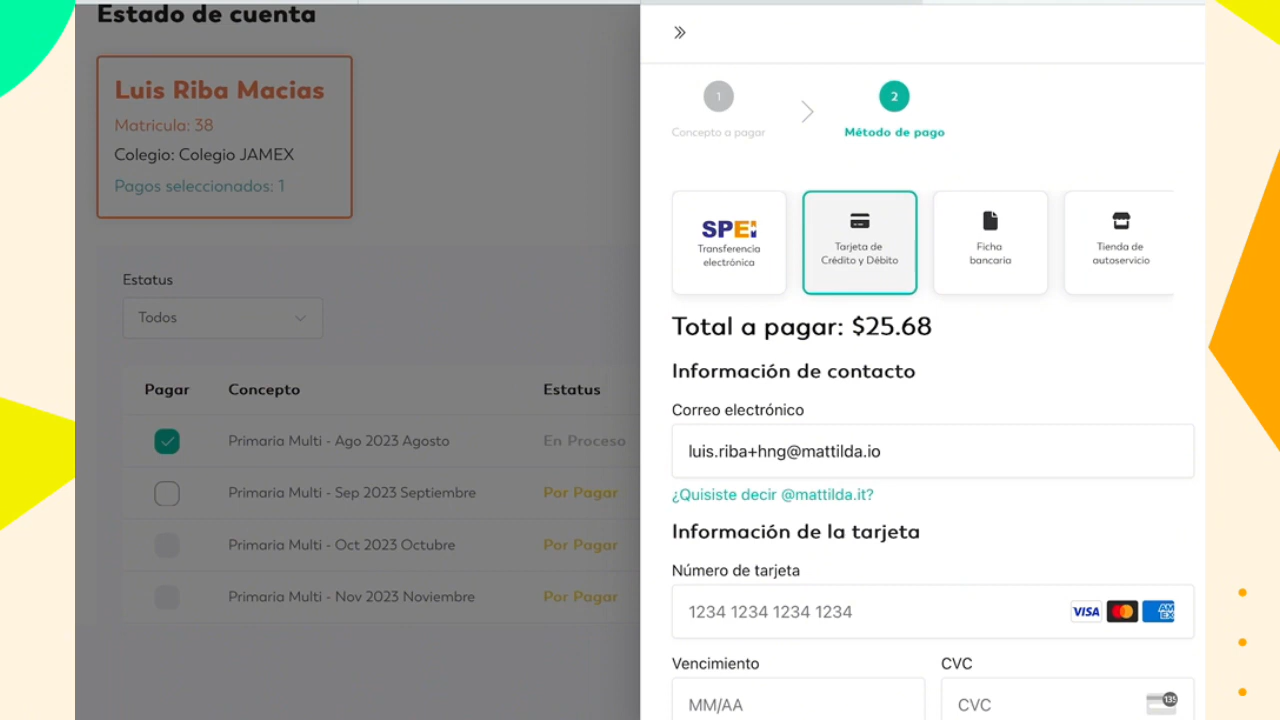 Estado de cuenta
Luis Riba Macias
Matricula: 38
Colegio: Colegio JAMEX
Pagos seleccionados: 1
Estatus
Todos
Pagar Concepto Estatus
Primaria Multi - Ago 2023 Agosto En Proceso
Primaria Multi - Sep 2023 Septiembre Por Pagar
Primaria Multi - Oct 2023 Octubre Por Pagar
Primaria Multi - Nov 2023 Noviembre Por Pagar
1
Concepto a pagar
2
Método de pago
SPEI
Transferencia
electrónica
Tarjeta de
Crédito y Débito
Ficha
bancaria
Tienda de
autoservicio
Total a pagar: $25.68
Información de contacto
Correo electrónico
luis.riba+hng@mattilda.io
¿Quisiste decir @mattilda.it?
Información de la tarjeta
Número de tarjeta
1234 1234 1234 1234 VISA AMEX
Vencimiento CVC
MM/AA CVC 135